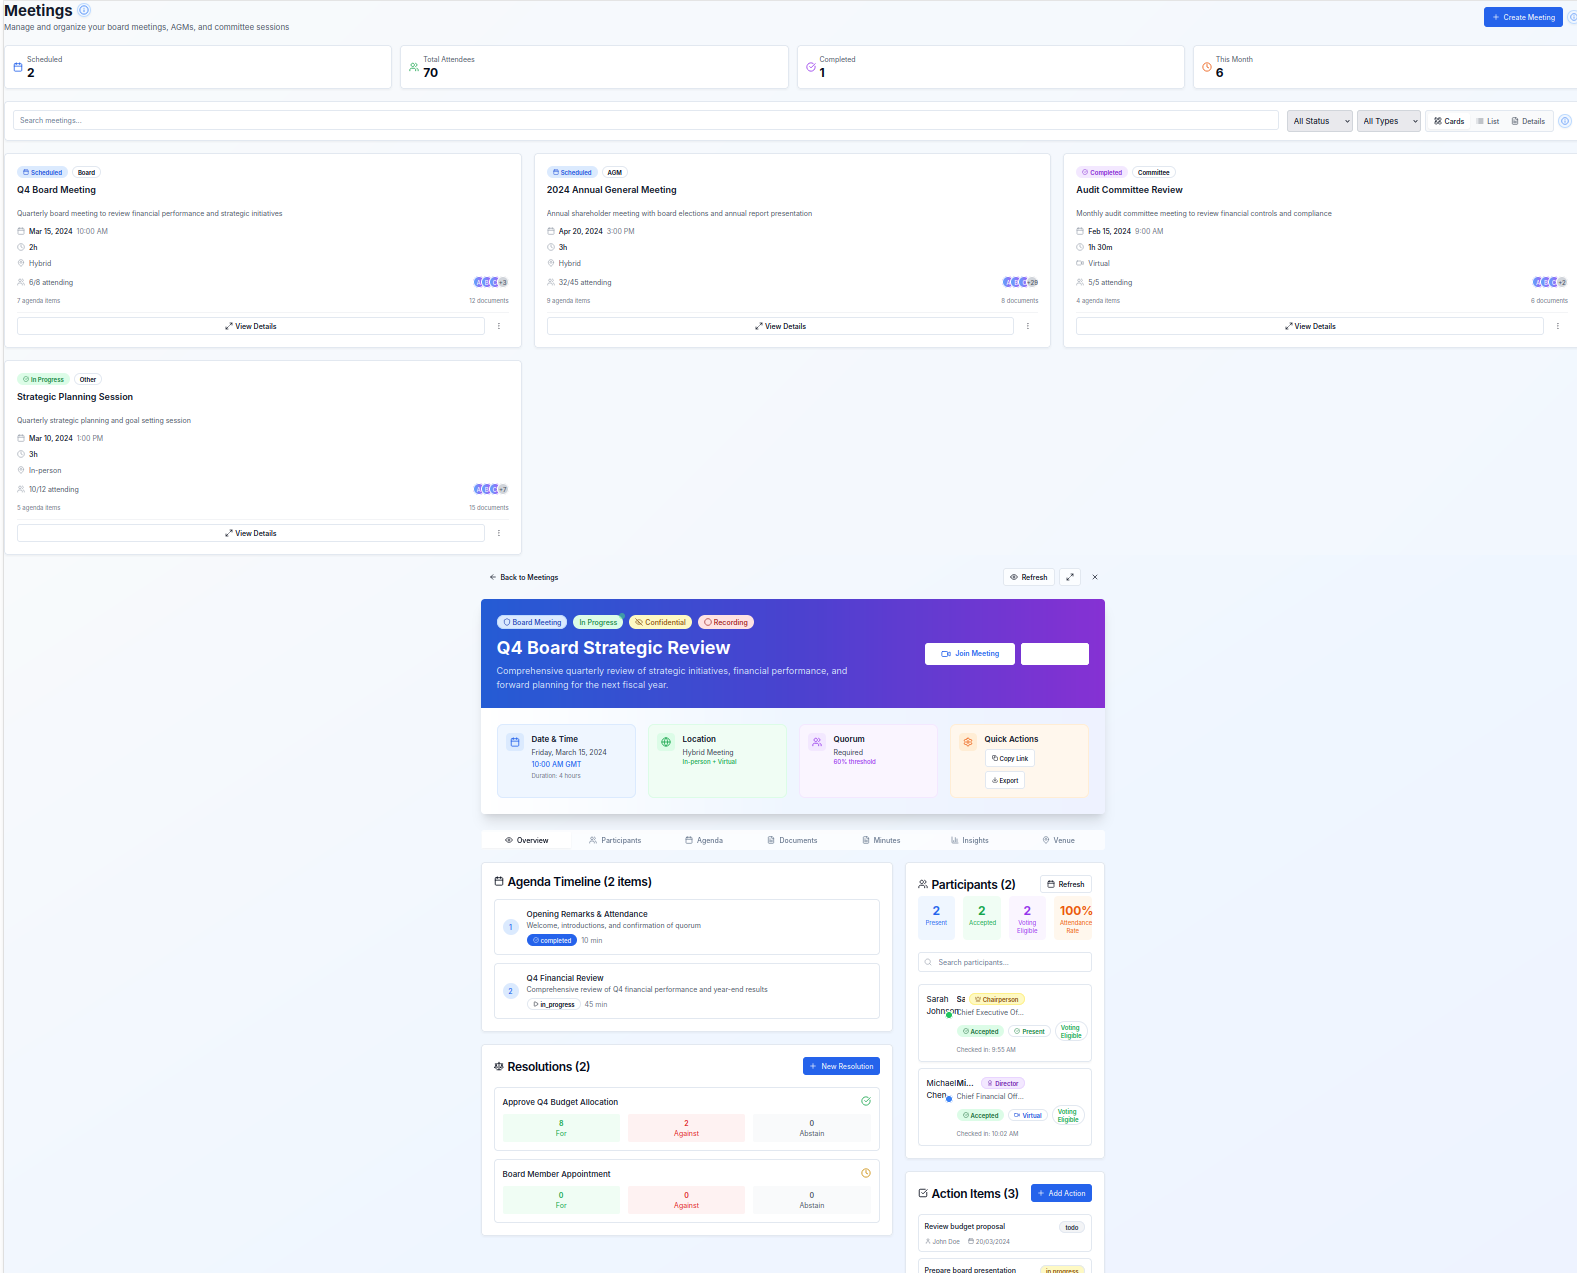 Meetings
Manage and organize your board meetings, AGMs, and committee sessions
Create Meeting
Scheduled
2
Total Attendees
70
Completed
1
This Month
6
Search meetings...
All Status
All Types
Cards
List
Details
Scheduled Board
Q4 Board Meeting
Quarterly board meeting to review financial performance and strategic initiatives
Mar 15, 2024 10:00 AM
2h
Hybrid
6/8 attending
+3
7 agenda items
12 documents
View Details
Scheduled AGM
2024 Annual General Meeting
Annual shareholder meeting with board elections and annual report presentation
Apr 20, 2024 3:00 PM
3h
Hybrid
32/45 attending
+29
9 agenda items
8 documents
View Details
Completed Committee
Audit Committee Review
Monthly audit committee meeting to review financial controls and compliance
Feb 15, 2024 9:00 AM
1h 30m
Virtual
5/5 attending
+2
4 agenda items
6 documents
View Details
In Progress Other
Strategic Planning Session
Quarterly strategic planning and goal setting session
Mar 10, 2024 1:00 PM
3h
In-person
10/12 attending
+7
5 agenda items
15 documents
View Details
Back to Meetings
Refresh
Board Meeting In Progress Confidential Recording
Q4 Board Strategic Review
Comprehensive quarterly review of strategic initiatives, financial performance, and
forward planning for the next fiscal year.
Join Meeting
Date & Time
Friday, March 15, 2024
10:00 AM GMT
Duration: 4 hours
Location
Hybrid Meeting
In-person + Virtual
Quorum
Required
60% threshold
Quick Actions
Copy Link
Export
Overview
Participants
Agenda
Documents
Minutes
Insights
Venue
Agenda Timeline (2 items)
1
Opening Remarks & Attendance
Welcome, introductions, and confirmation of quorum
completed 10 min
2
Q4 Financial Review
Comprehensive review of Q4 financial performance and year-end results
in_progress 45 min
Resolutions (2)
New Resolution
Approve Q4 Budget Allocation
8
For
2
Against
0
Abstain
Board Member Appointment
0
For
0
Against
0
Abstain
Participants (2)
Refresh
2
Present
2
Accepted
2
Voting
Eligible
100%
Attendance
Rate
Search participants...
Sarah
Johnson
Sa Chairperson
Chief Executive Of...
Accepted Present Voting
Eligible
Checked in: 9:55 AM
Michael
Chen
Mi... Director
Chief Financial Off...
Accepted Virtual Voting
Eligible
Checked in: 10:02 AM
Action Items (3)
Add Action
Review budget proposal
todo
John Doe 20/03/2024
Prepare board presentation
in progress